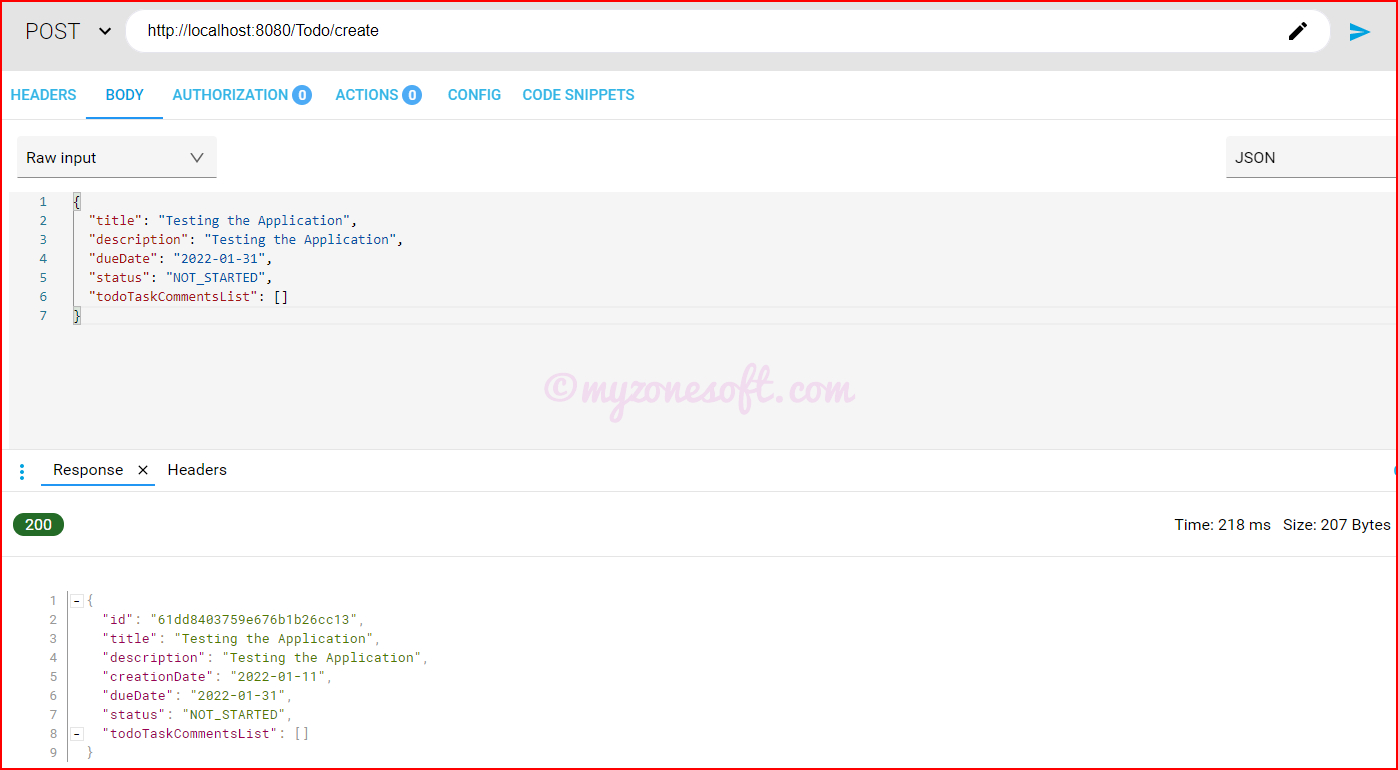 POST http://localhost:8080/Todo/create
HEADERS BODY AUTHORIZATION 0 ACTIONS 0 CONFIG CODE SNIPPETS
Raw input JSON
1 {
2 "title": "Testing the Application",
3 "description": "Testing the Application",
4 "dueDate": "2022-01-31",
5 "status": "NOT_STARTED",
6 "todoTaskCommentsList": []
7 }
©myzonesoft.com
Response Headers
200 Time: 218 ms Size: 207 Bytes
1 {
2 "id": "61dd8403759e676b1b26cc13",
3 "title": "Testing the Application",
4 "description": "Testing the Application",
5 "creationDate": "2022-01-11",
6 "dueDate": "2022-01-31",
7 "status": "NOT_STARTED",
8 "todoTaskCommentsList": []
9 }